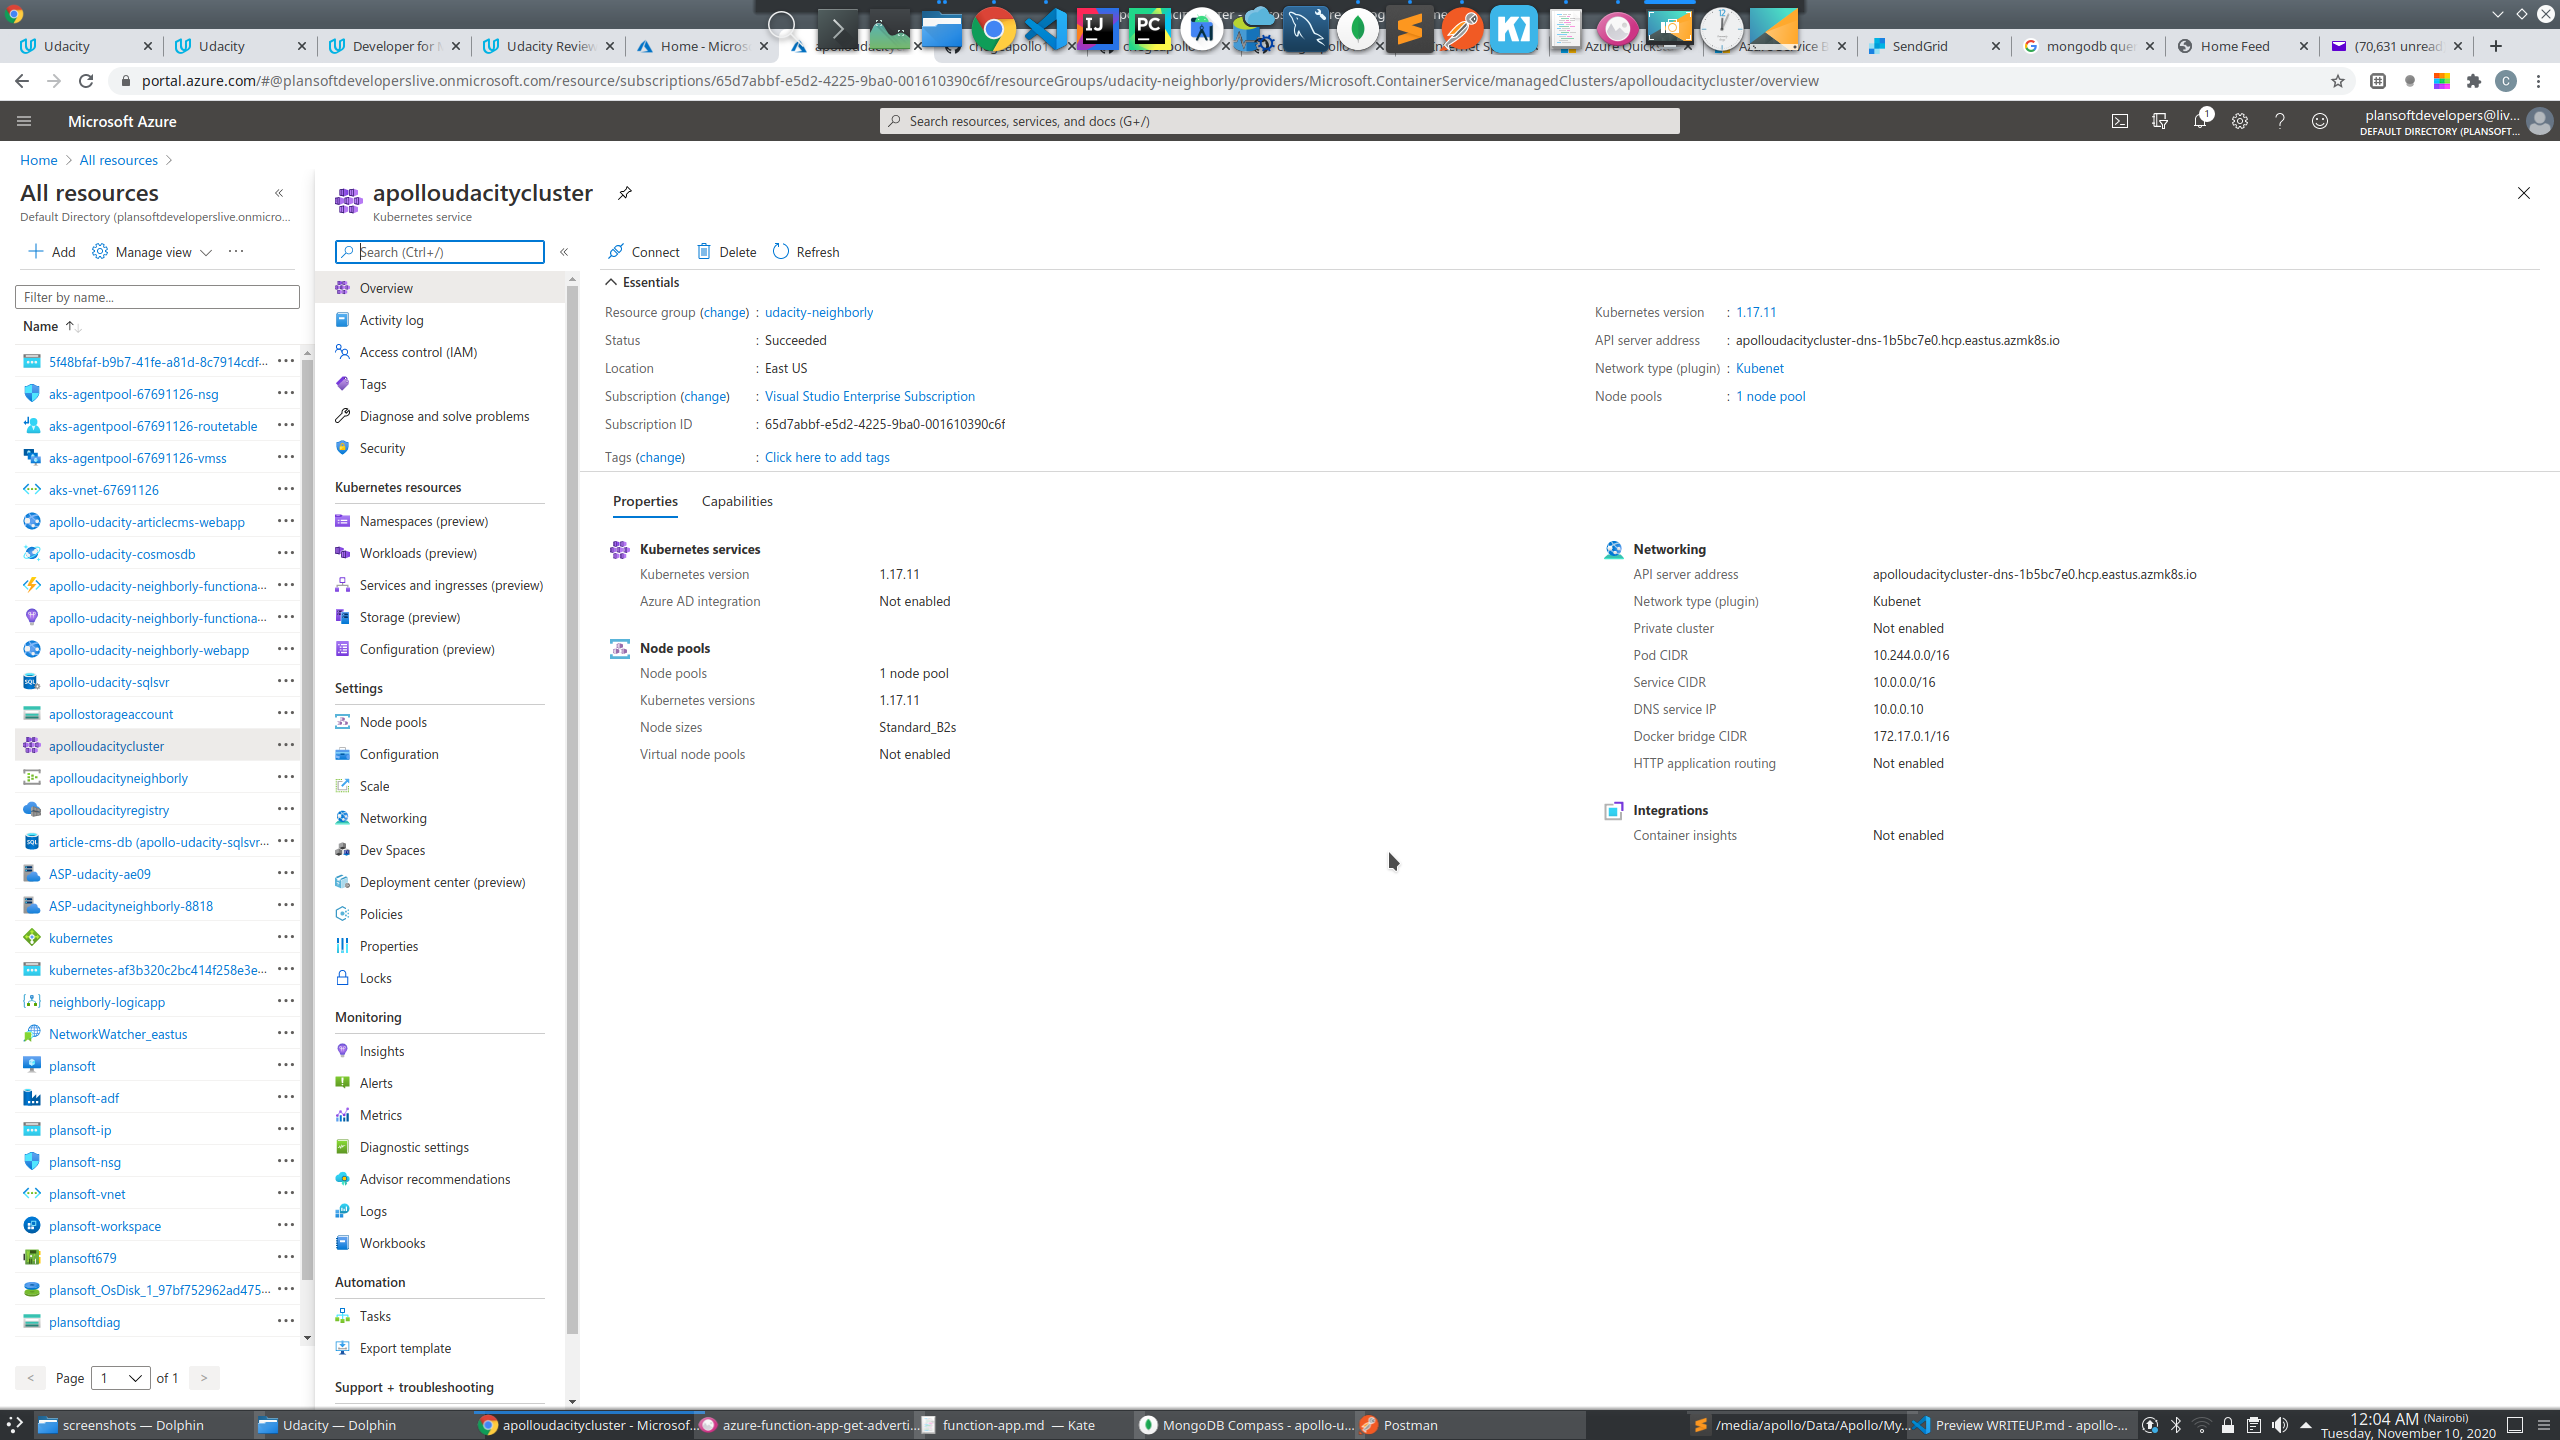 Udacity
Udacity
Developer for M
Udacity Review
Home - Micros
SendGrid
mongodb que
Home Feed
(70,631 unread
portal.azure.com/#@plansoftdeveloperslive.onmicrosoft.com/resource/subscriptions/65d7abbf-e5d2-4225-9ba0-001610390c6f/resourceGroups/udacity-neighborly/providers/Microsoft.ContainerService/managedClusters/apolloudacitycluster/overview
Microsoft Azure
Search resources, services, and docs (G+/)
1
plansoftdevelopers@liv...
DEFAULT DIRECTORY (PLANSOFT...
Home > All resources >
All resources
Default Directory (plansoftdeveloperslive.onmicro...
Add
Manage view
Filter by name...
Name
5f48bfaf-b9b7-41fe-a81d-8c7914cdf...
aks-agentpool-67691126-nsg
aks-agentpool-67691126-routetable
aks-agentpool-67691126-vmss
aks-vnet-67691126
apollo-udacity-articlecms-webapp
apollo-udacity-cosmosdb
apollo-udacity-neighborly-functiona...
apollo-udacity-neighborly-functiona...
apollo-udacity-neighborly-webapp
apollo-udacity-sqlsvr
apollostorageaccount
apolloudacitycluster
apolloudacityneighborly
apolloudacityregistry
article-cms-db (apollo-udacity-sqlsvr...
ASP-udacity-ae09
ASP-udacityneighborly-8818
kubernetes
kubernetes-af3b320c2bc414f258e3e...
neighborly-logicapp
NetworkWatcher_eastus
plansoft
plansoft-adf
plansoft-ip
plansoft-nsg
plansoft-vnet
plansoft-workspace
plansoft679
plansoft_OsDisk_1_97bf752962ad475...
plansoftdiag
< Page 1 of 1 >
apolloudacitycluster
Kubernetes service
Search (Ctrl+/)
Overview
Activity log
Access control (IAM)
Tags
Diagnose and solve problems
Security
Kubernetes resources
Namespaces (preview)
Workloads (preview)
Services and ingresses (preview)
Storage (preview)
Configuration (preview)
Settings
Node pools
Configuration
Scale
Networking
Dev Spaces
Deployment center (preview)
Policies
Properties
Locks
Monitoring
Insights
Alerts
Metrics
Diagnostic settings
Advisor recommendations
Logs
Workbooks
Automation
Tasks
Export template
Support + troubleshooting
Connect
Delete
Refresh
Essentials
Resource group (change) : udacity-neighborly
Status : Succeeded
Location : East US
Subscription (change) : Visual Studio Enterprise Subscription
Subscription ID : 65d7abbf-e5d2-4225-9ba0-001610390c6f
Tags (change) : Click here to add tags
Kubernetes version : 1.17.11
API server address : apolloudacitycluster-dns-1b5bc7e0.hcp.eastus.azmk8s.io
Network type (plugin) : Kubenet
Node pools : 1 node pool
Properties
Capabilities
Kubernetes services
Kubernetes version 1.17.11
Azure AD integration Not enabled
Node pools
Node pools 1 node pool
Kubernetes versions 1.17.11
Node sizes Standard_B2s
Virtual node pools Not enabled
Networking
API server address apolloudacitycluster-dns-1b5bc7e0.hcp.eastus.azmk8s.io
Network type (plugin) Kubenet
Private cluster Not enabled
Pod CIDR 10.244.0.0/16
Service CIDR 10.0.0.0/16
DNS service IP 10.0.0.10
Docker bridge CIDR 172.17.0.1/16
HTTP application routing Not enabled
Integrations
Container insights Not enabled
screenshots — Dolphin
Udacity — Dolphin
apolloudacitycluster - Microsof...
azure-function-app-get-adverti...
function-app.md — Kate
MongoDB Compass - apollo-u...
Postman
/media/apollo/Data/Apollo/My...
Preview WRITEUP.md - apollo-...
12:04 AM (Nairobi)
Tuesday, November 10, 2020